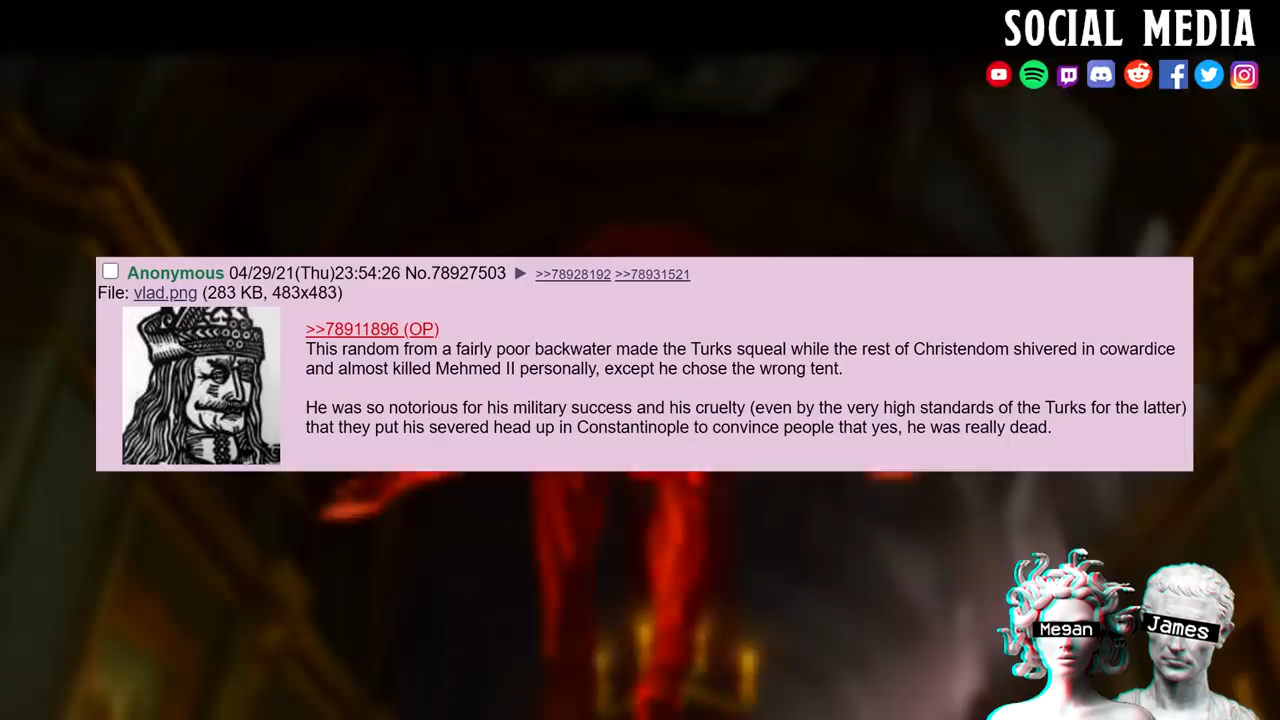 SOCIAL MEDIA
Anonymous 04/29/21(Thu)23:54:26 No.78927503 ▶ >>78928192 >>78931521
File: vlad.png (283 KB, 483x483)
>>78911896 (OP)
This random from a fairly poor backwater made the Turks squeal while the rest of Christendom shivered in cowardice
and almost killed Mehmed II personally, except he chose the wrong tent.
He was so notorious for his military success and his cruelty (even by the very high standards of the Turks for the latter)
that they put his severed head up in Constantinople to convince people that yes, he was really dead.
Megan
James